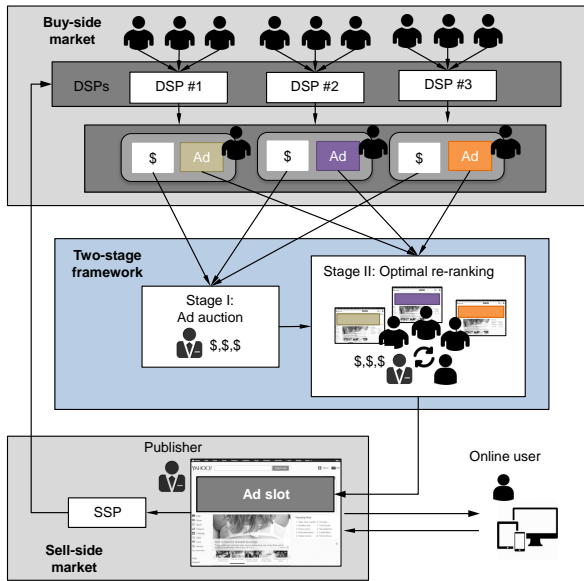 Buy-side
market
DSPs
DSP #1
DSP #2
DSP #3
$
Ad
$
Ad
$
Ad
Two-stage
framework
Stage I:
Ad auction
$,$,$
Stage II: Optimal re-ranking
$,$,$
Publisher
YAHOO!
Ad slot
SSP
Sell-side
market
Online user